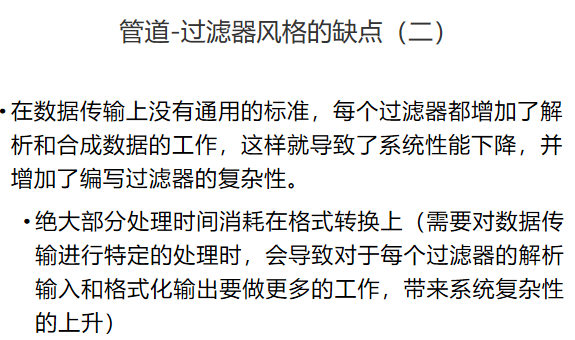 管道-过滤器风格的缺点（二）
• 在数据传输上没有通用的标准，每个过滤器都增加了解
析和合成数据的工作，这样就导致了系统性能下降，并
增加了编写过滤器的复杂性。
• 绝大部分处理时间消耗在格式转换上（需要对数据传
输进行特定的处理时，会导致对于每个过滤器的解析
输入和格式化输出要做更多的工作，带来系统复杂性
的上升）